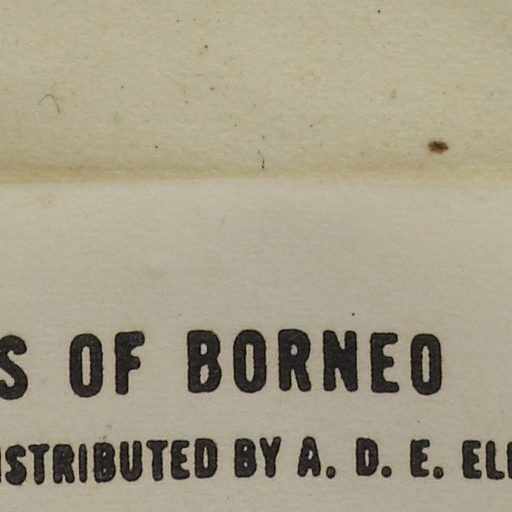 S OF BORNEO
ISTRIBUTED BY A. D. E. EL